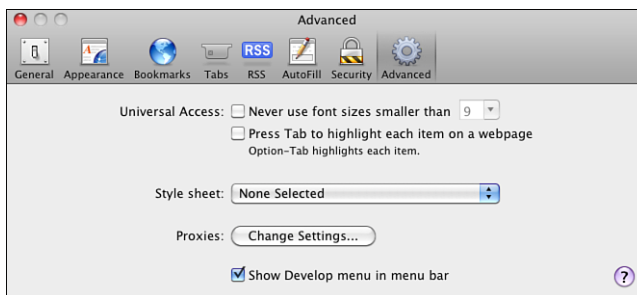 Advanced
RSS
General Appearance Bookmarks Tabs RSS AutoFill Security Advanced
Universal Access: Never use font sizes smaller than 9
Press Tab to highlight each item on a webpage
Option-Tab highlights each item.
Style sheet: None Selected
Proxies: Change Settings...
Show Develop menu in menu bar
?